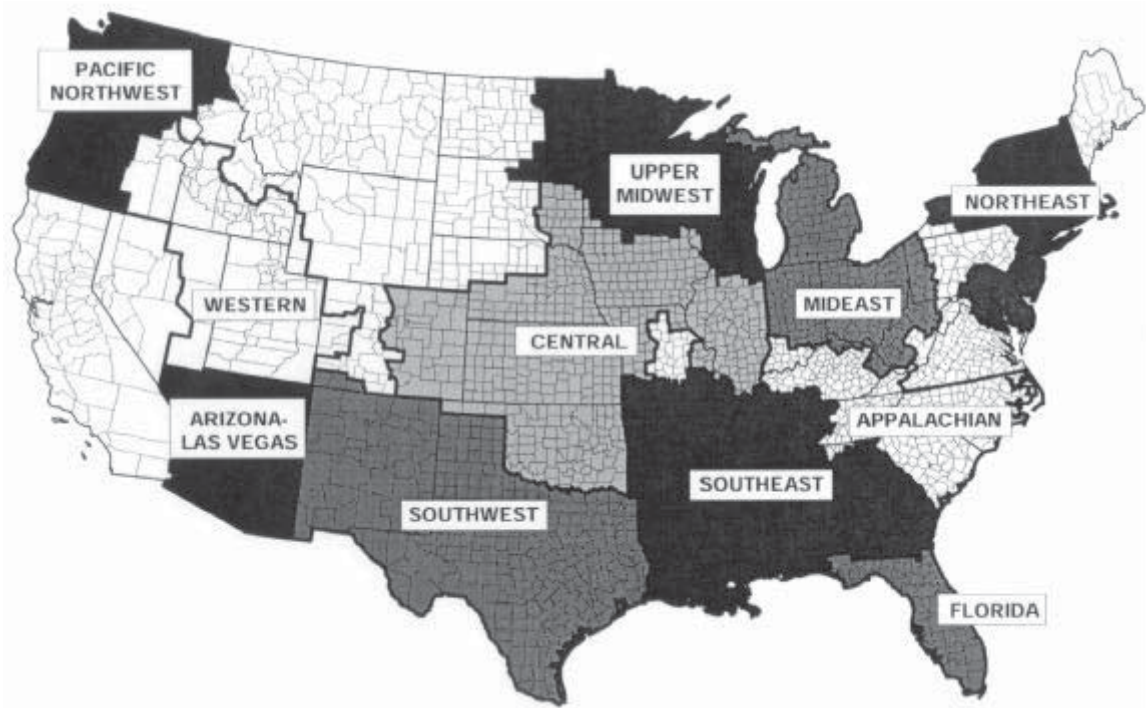 PACIFIC
NORTHWEST
UPPER
MIDWEST
NORTHEAST
WESTERN
MIDEAST
CENTRAL
ARIZONA-
LAS VEGAS
APPALACHIAN
SOUTHEAST
SOUTHWEST
FLORIDA